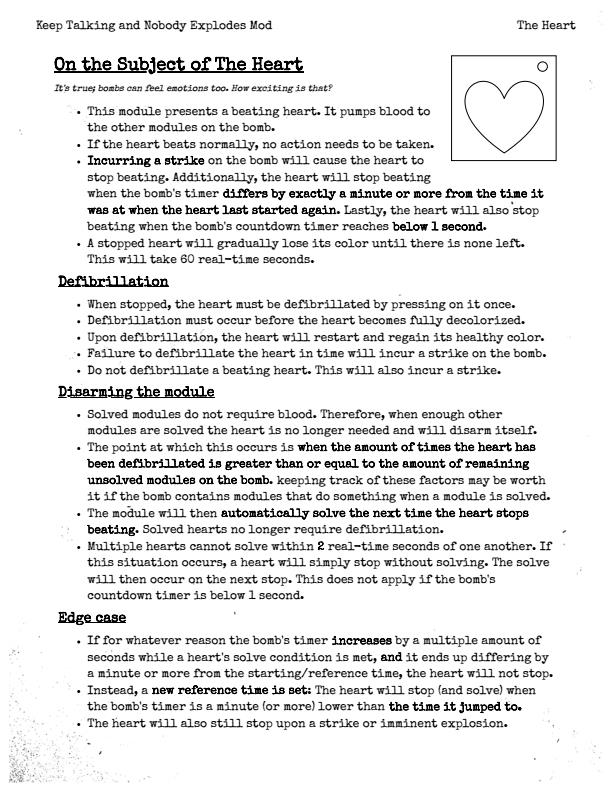 Keep Talking and Nobody Explodes Mod
The Heart
On the Subject of The Heart
It's true; bombs can feel emotions too. How exciting is that?
• This module presents a beating heart. It pumps blood to
the other modules on the bomb.
• If the heart beats normally, no action needs to be taken.
• Incurring a strike on the bomb will cause the heart to
stop beating. Additionally, the heart will stop beating
when the bomb's timer differs by exactly a minute or more from the time it
was at when the heart last started again. Lastly, the heart will also stop
beating when the bomb's countdown timer reaches below 1 second.
• A stopped heart will gradually lose its color until there is none left.
This will take 60 real-time seconds.
Defibrillation
• When stopped, the heart must be defibrillated by pressing on it once.
• Defibrillation must occur before the heart becomes fully decolorized.
• Upon defibrillation, the heart will restart and regain its healthy color.
• Failure to defibrillate the heart in time will incur a strike on the bomb.
• Do not defibrillate a beating heart. This will also incur a strike.
Disarming the module
• Solved modules do not require blood. Therefore, when enough other
modules are solved the heart is no longer needed and will disarm itself.
• The point at which this occurs is when the amount of times the heart has
been defibrillated is greater than or equal to the amount of remaining
unsolved modules on the bomb. keeping track of these factors may be worth
it if the bomb contains modules that do something when a module is solved.
• The module will then automatically solve the next time the heart stops
beating. Solved hearts no longer require defibrillation.
• Multiple hearts cannot solve within 2 real-time seconds of one another. If
this situation occurs, a heart will simply stop without solving. The solve
will then occur on the next stop. This does not apply if the bomb's
countdown timer is below 1 second.
Edge case
• If for whatever reason the bomb's timer increases by a multiple amount of
seconds while a heart's solve condition is met, and it ends up differing by
a minute or more from the starting/reference time, the heart will not stop.
• Instead, a new reference time is set: The heart will stop (and solve) when
the bomb's timer is a minute (or more) lower than the time it jumped to.
• The heart will also still stop upon a strike or imminent explosion.